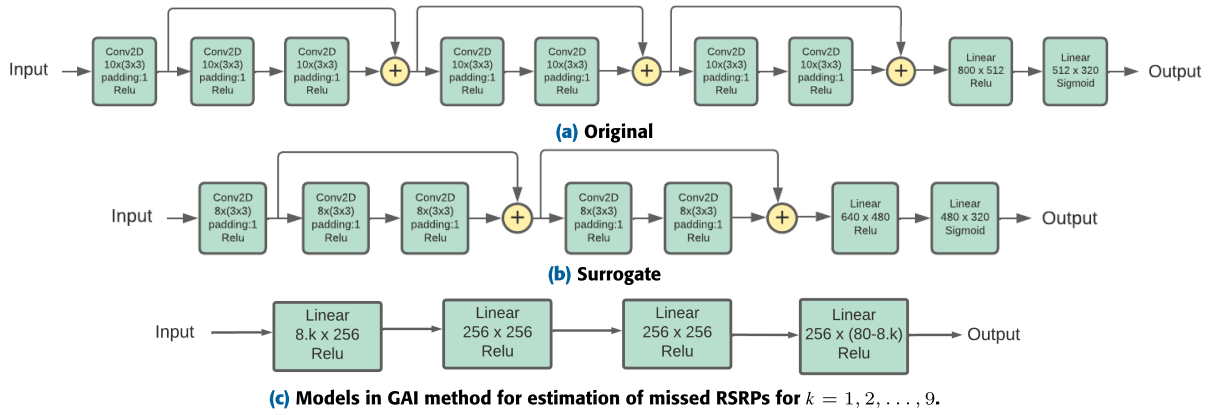 Input
Conv2D
10x(3x3)
padding:1
Relu
Conv2D
10x(3x3)
padding:1
Relu
Conv2D
10x(3x3)
padding:1
Relu
+
Conv2D
10x(3x3)
padding:1
Relu
Conv2D
10x(3x3)
padding:1
Relu
+
Conv2D
10x(3x3)
padding:1
Relu
Conv2D
10x(3x3)
padding:1
Relu
+
Linear
800 x 512
Relu
Linear
512 x 320
Sigmoid
Output
(a) Original
Input
Conv2D
8x(3x3)
padding:1
Relu
Conv2D
8x(3x3)
padding:1
Relu
Conv2D
8x(3x3)
padding:1
Relu
+
Conv2D
8x(3x3)
padding:1
Relu
Conv2D
8x(3x3)
padding:1
Relu
+
Linear
640 x 480
Relu
Linear
480 x 320
Sigmoid
Output
(b) Surrogate
Input
Linear
8.k x 256
Relu
Linear
256 x 256
Relu
Linear
256 x 256
Relu
Linear
256 x (80-8.k)
Relu
Output
(c) Models in GAI method for estimation of missed RSRPs for k = 1, 2, . . . , 9.